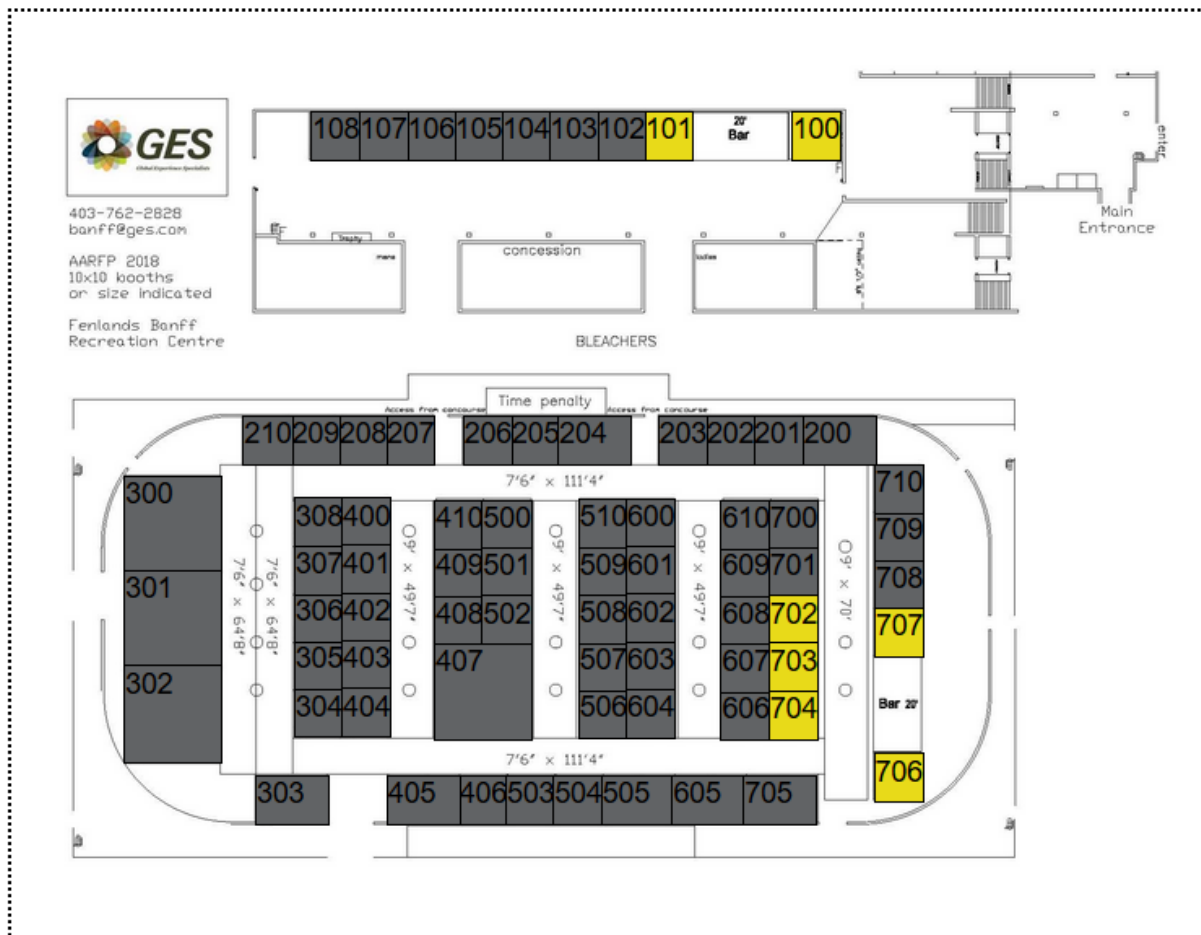 GES
Global Experience Specialists
403-762-2828
banff@ges.com
AARFP 2018
10x10 booths
or size indicated
Fenlands Banff
Recreation Centre
108 107 106 105 104 103 102 101 20' Bar 100
F
enter
Main
Entrance
F
Trophy
mens
concession
ladies
BLEACHERS
Time penalty
Access from concourse
Access from concourse
210 209 208 207 206 205 204 203 202 201 200
7'6" x 111'4"
300
301
302
7'6" x 64'8"
7'6" x 64'8"
308 400
307 401
306 402
305 403
304 404
9' x 49'7"
410 500
409 501
408 502
407
9' x 49'7"
510 600
509 601
508 602
507 603
506 604
9' x 49'7"
610 700
609 701
608 702
607 703
606 704
9' x 70'
710
709
708
707
Bar 20'
706
7'6" x 111'4"
303 405 406 503 504 505 605 705